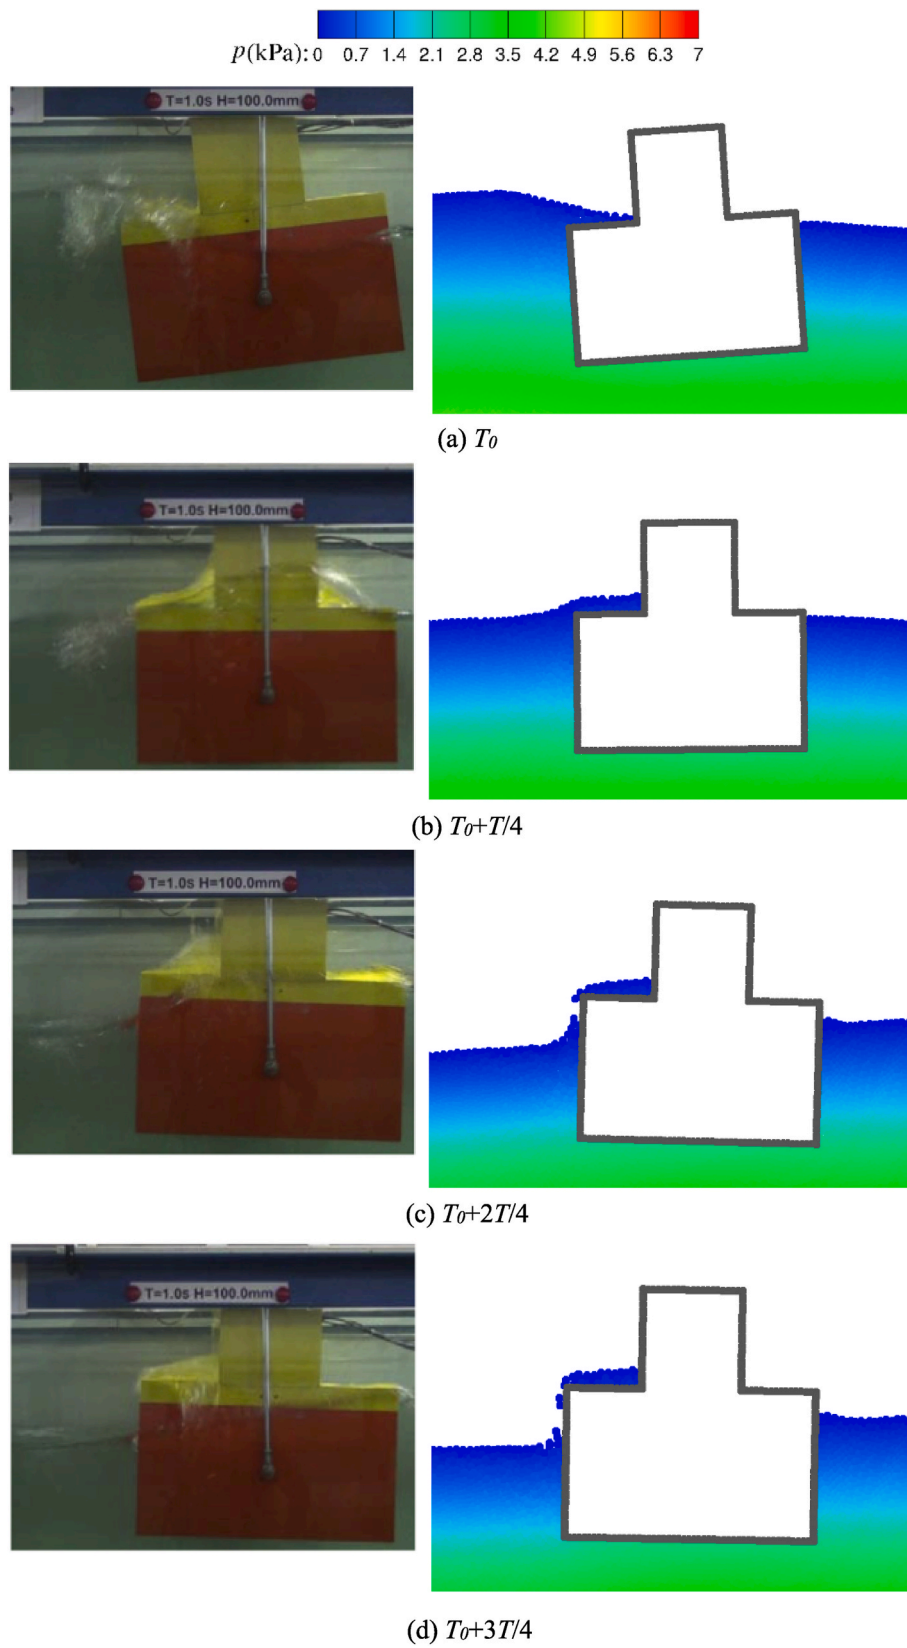 p(kPa): 0 0.7 1.4 2.1 2.8 3.5 4.2 4.9 5.6 6.3 7
T=1.0s H=100.0mm
(a) T₀
T=1.0s H=100.0mm
(b) T₀+T/4
T=1.0s H=100.0mm
(c) T₀+2T/4
T=1.0s H=100.0mm
(d) T₀+3T/4